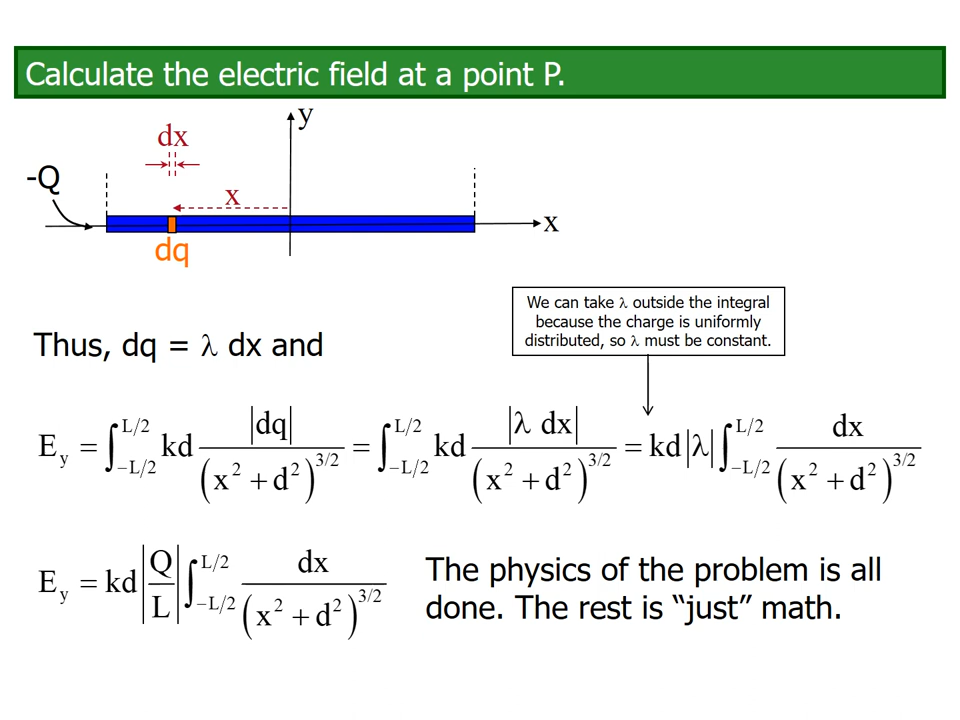 Calculate the electric field at a point P.
y
dx
-Q
x
x
dq
We can take λ outside the integral
because the charge is uniformly
distributed, so λ must be constant.
Thus, dq = λ dx and
E_y = ∫_{-L/2}^{L/2} kd |dq| / (x² + d²)^{3/2} = ∫_{-L/2}^{L/2} kd |λ dx| / (x² + d²)^{3/2} = kd |λ| ∫_{-L/2}^{L/2} dx / (x² + d²)^{3/2}
E_y = kd |Q/L| ∫_{-L/2}^{L/2} dx / (x² + d²)^{3/2}
The physics of the problem is all
done. The rest is “just” math.